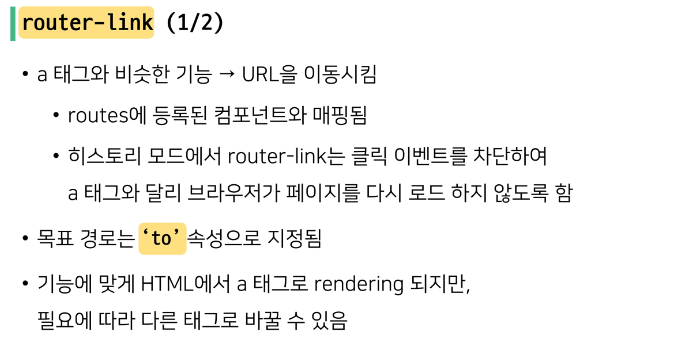 router-link (1/2)
• a 태그와 비슷한 기능 → URL을 이동시킴
• routes에 등록된 컴포넌트와 매핑됨
• 히스토리 모드에서 router-link는 클릭 이벤트를 차단하여
a 태그와 달리 브라우저가 페이지를 다시 로드 하지 않도록 함
• 목표 경로는 ‘to’ 속성으로 지정됨
• 기능에 맞게 HTML에서 a 태그로 rendering 되지만,
필요에 따라 다른 태그로 바꿀 수 있음